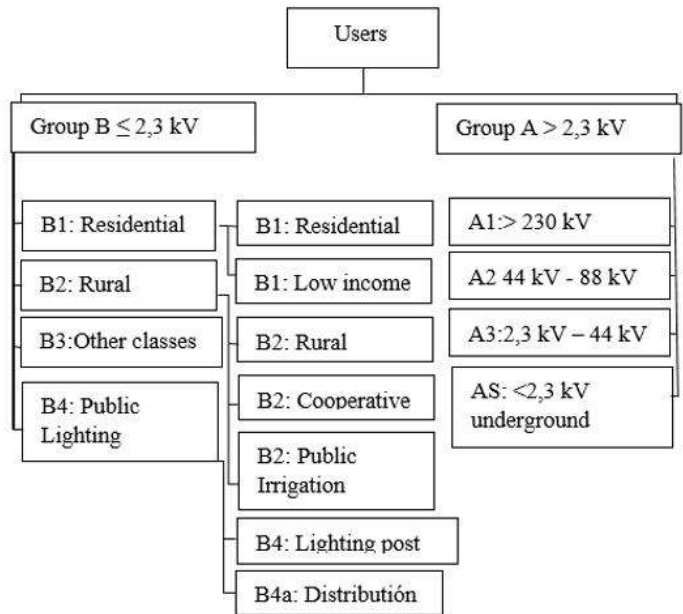 Users
Group B ≤ 2,3 kV
Group A > 2,3 kV
B1: Residential
B2: Rural
B3:Other classes
B4: Public
Lighting
B1: Residential
B1: Low income
B2: Rural
B2: Cooperative
B2: Public
Irrigation
B4: Lighting post
B4a: Distributión
A1:> 230 kV
A2 44 kV - 88 kV
A3:2,3 kV – 44 kV
AS: <2,3 kV
underground